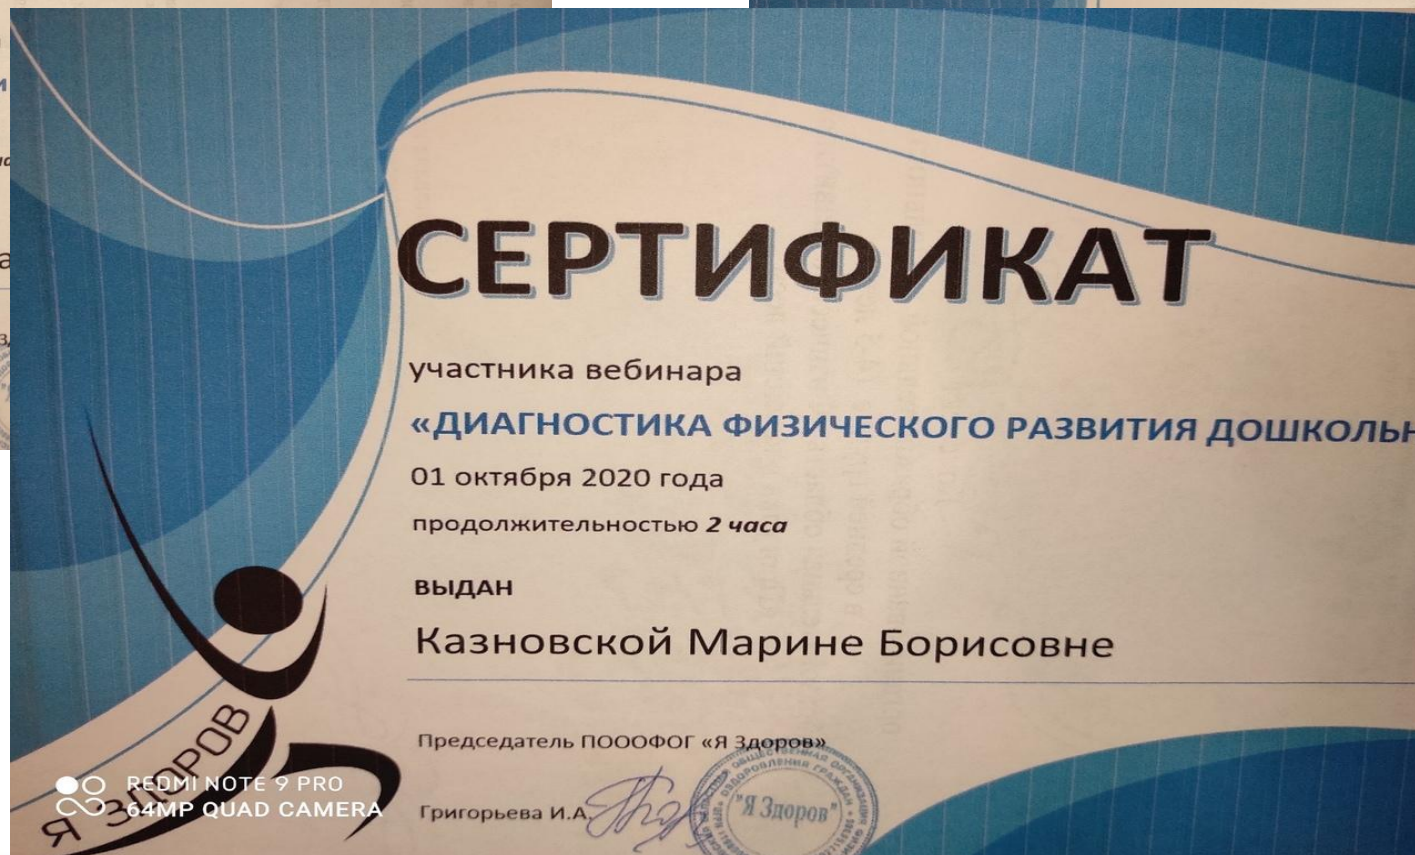 СЕРТИФИКАТ
участника вебинара
«ДИАГНОСТИКА ФИЗИЧЕСКОГО РАЗВИТИЯ
01 октября 2020 года
продолжительностью 2 часа
ВЫДАН
Казновской Марине Борисовне
Председатель ПОООФОГ «Я Здоров»
Григорьева И.А.
"Я Здоров"
Я ЗДОРОВ
REDMI NOTE 9 PRO
64MP QUAD CAMERA